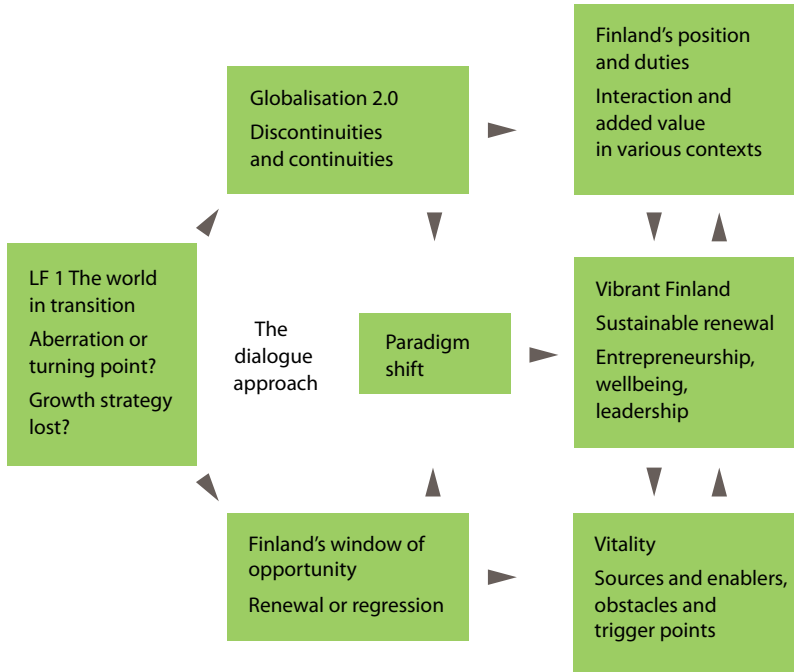 Globalisation 2.0
Discontinuities
and continuities
Finland's position
and duties
Interaction and
added value
in various contexts
LF 1 The world
in transition
Aberration or
turning point?
Growth strategy
lost?
The
dialogue
approach
Paradigm
shift
Vibrant Finland
Sustainable renewal
Entrepreneurship,
wellbeing,
leadership
Finland's window of
opportunity
Renewal or regression
Vitality
Sources and enablers,
obstacles and
trigger points